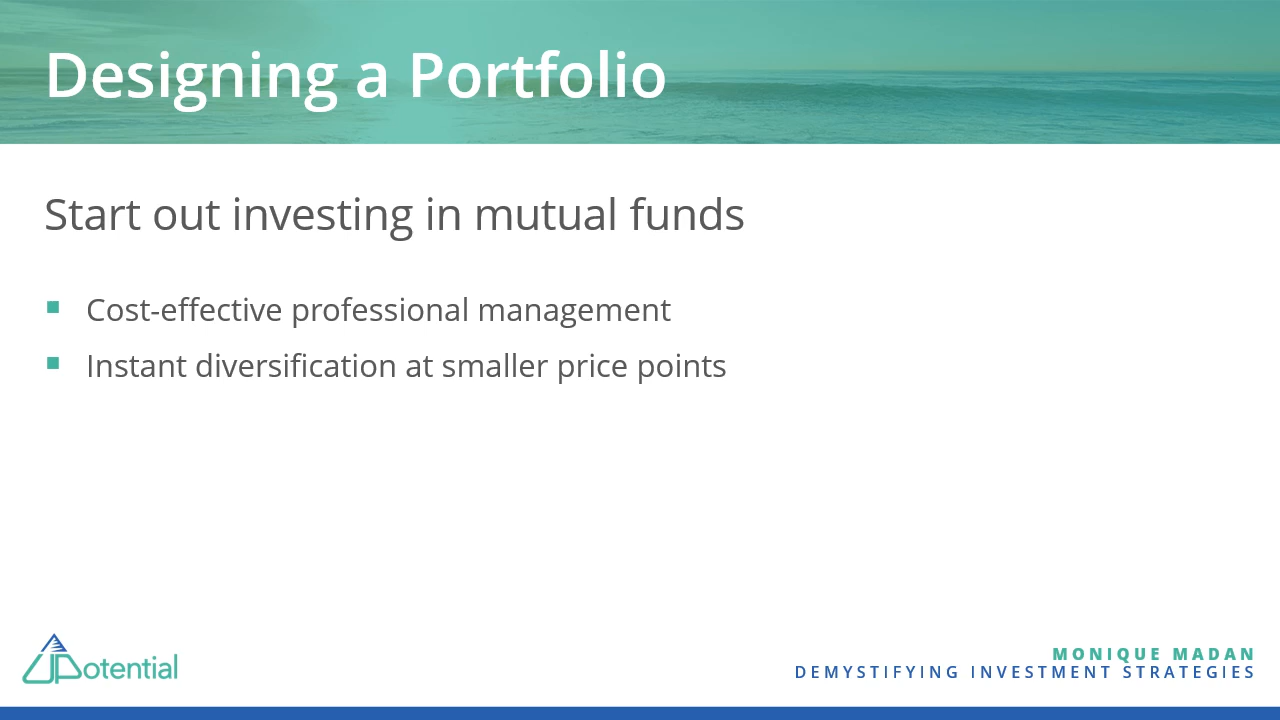 Designing a Portfolio
Start out investing in mutual funds
Cost-effective professional management
Instant diversification at smaller price points
UPotential
MONIQUE MADAN
DEMYSTIFYING INVESTMENT STRATEGIES